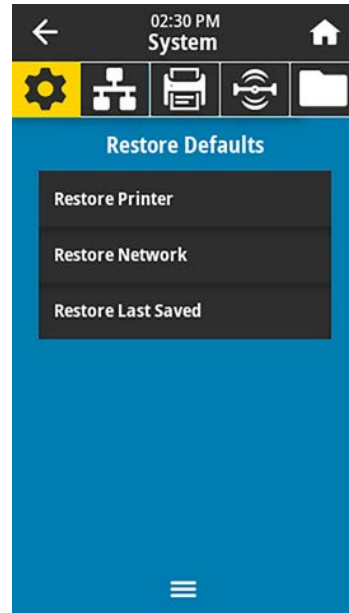 02:30 PM
System
Restore Defaults
Restore Printer
Restore Network
Restore Last Saved